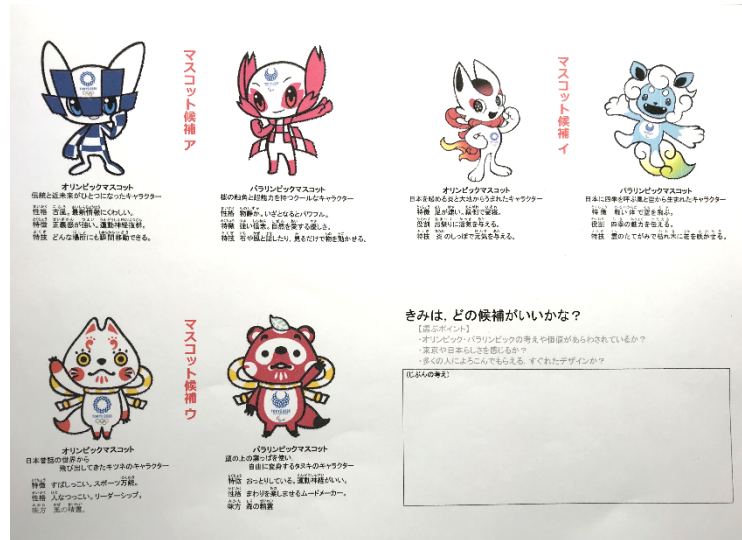 マスコット候補 ア
オリンピックマスコット
伝統と近未来がひとつになったキャラクター
性格 古風。最新情報にくわしい。
特徴 正義感が強い。運動神経抜群。
特技 どんな場所にも瞬間移動できる。
パラリンピックマスコット
桜の触角と超能力を持つクールなキャラクター
性格 物静か。いざとなるとパワフル。
特徴 強い信念。自然を愛する優しさ。
特技 石や風と話したり、見るだけで物を動かせる。
マスコット候補 イ
オリンピックマスコット
日本を始める炎と大地からうまれたキャラクター
特徴 足が速い。
役割 お祭りに活気を与える。
特技 炎のしっぽで元気を与える。
パラリンピックマスコット
日本に四季を呼ぶ風と空から生まれたキャラクター
特徴 軽い体で空を飛ぶ。
役割 四季の魅力を伝える。
特技 雲のたてがみで枯れ木に花を咲かせる。
マスコット候補 ウ
オリンピックマスコット
日本昔話の世界から
飛び出してきたキツネのキャラクター
特徴 すばしっこい。スポーツ万能。
性格 人なつっこい。リーダーシップ。
味方 風の精霊。
パラリンピックマスコット
頭の上の葉っぱを使い、
自由に変身するタヌキのキャラクター
特徴 おっとりしている。運動神経がいい。
性格 まわりを楽しませるムードメーカー。
味方 海の精霊
きみは、どの候補がいいかな？
【選ぶポイント】
・オリンピック・パラリンピックの考えや価値があらわされているか？
・東京や日本らしさを感じるか？
・多くの人によろこんでもらえる、すぐれたデザインか？
(じぶんの考え)